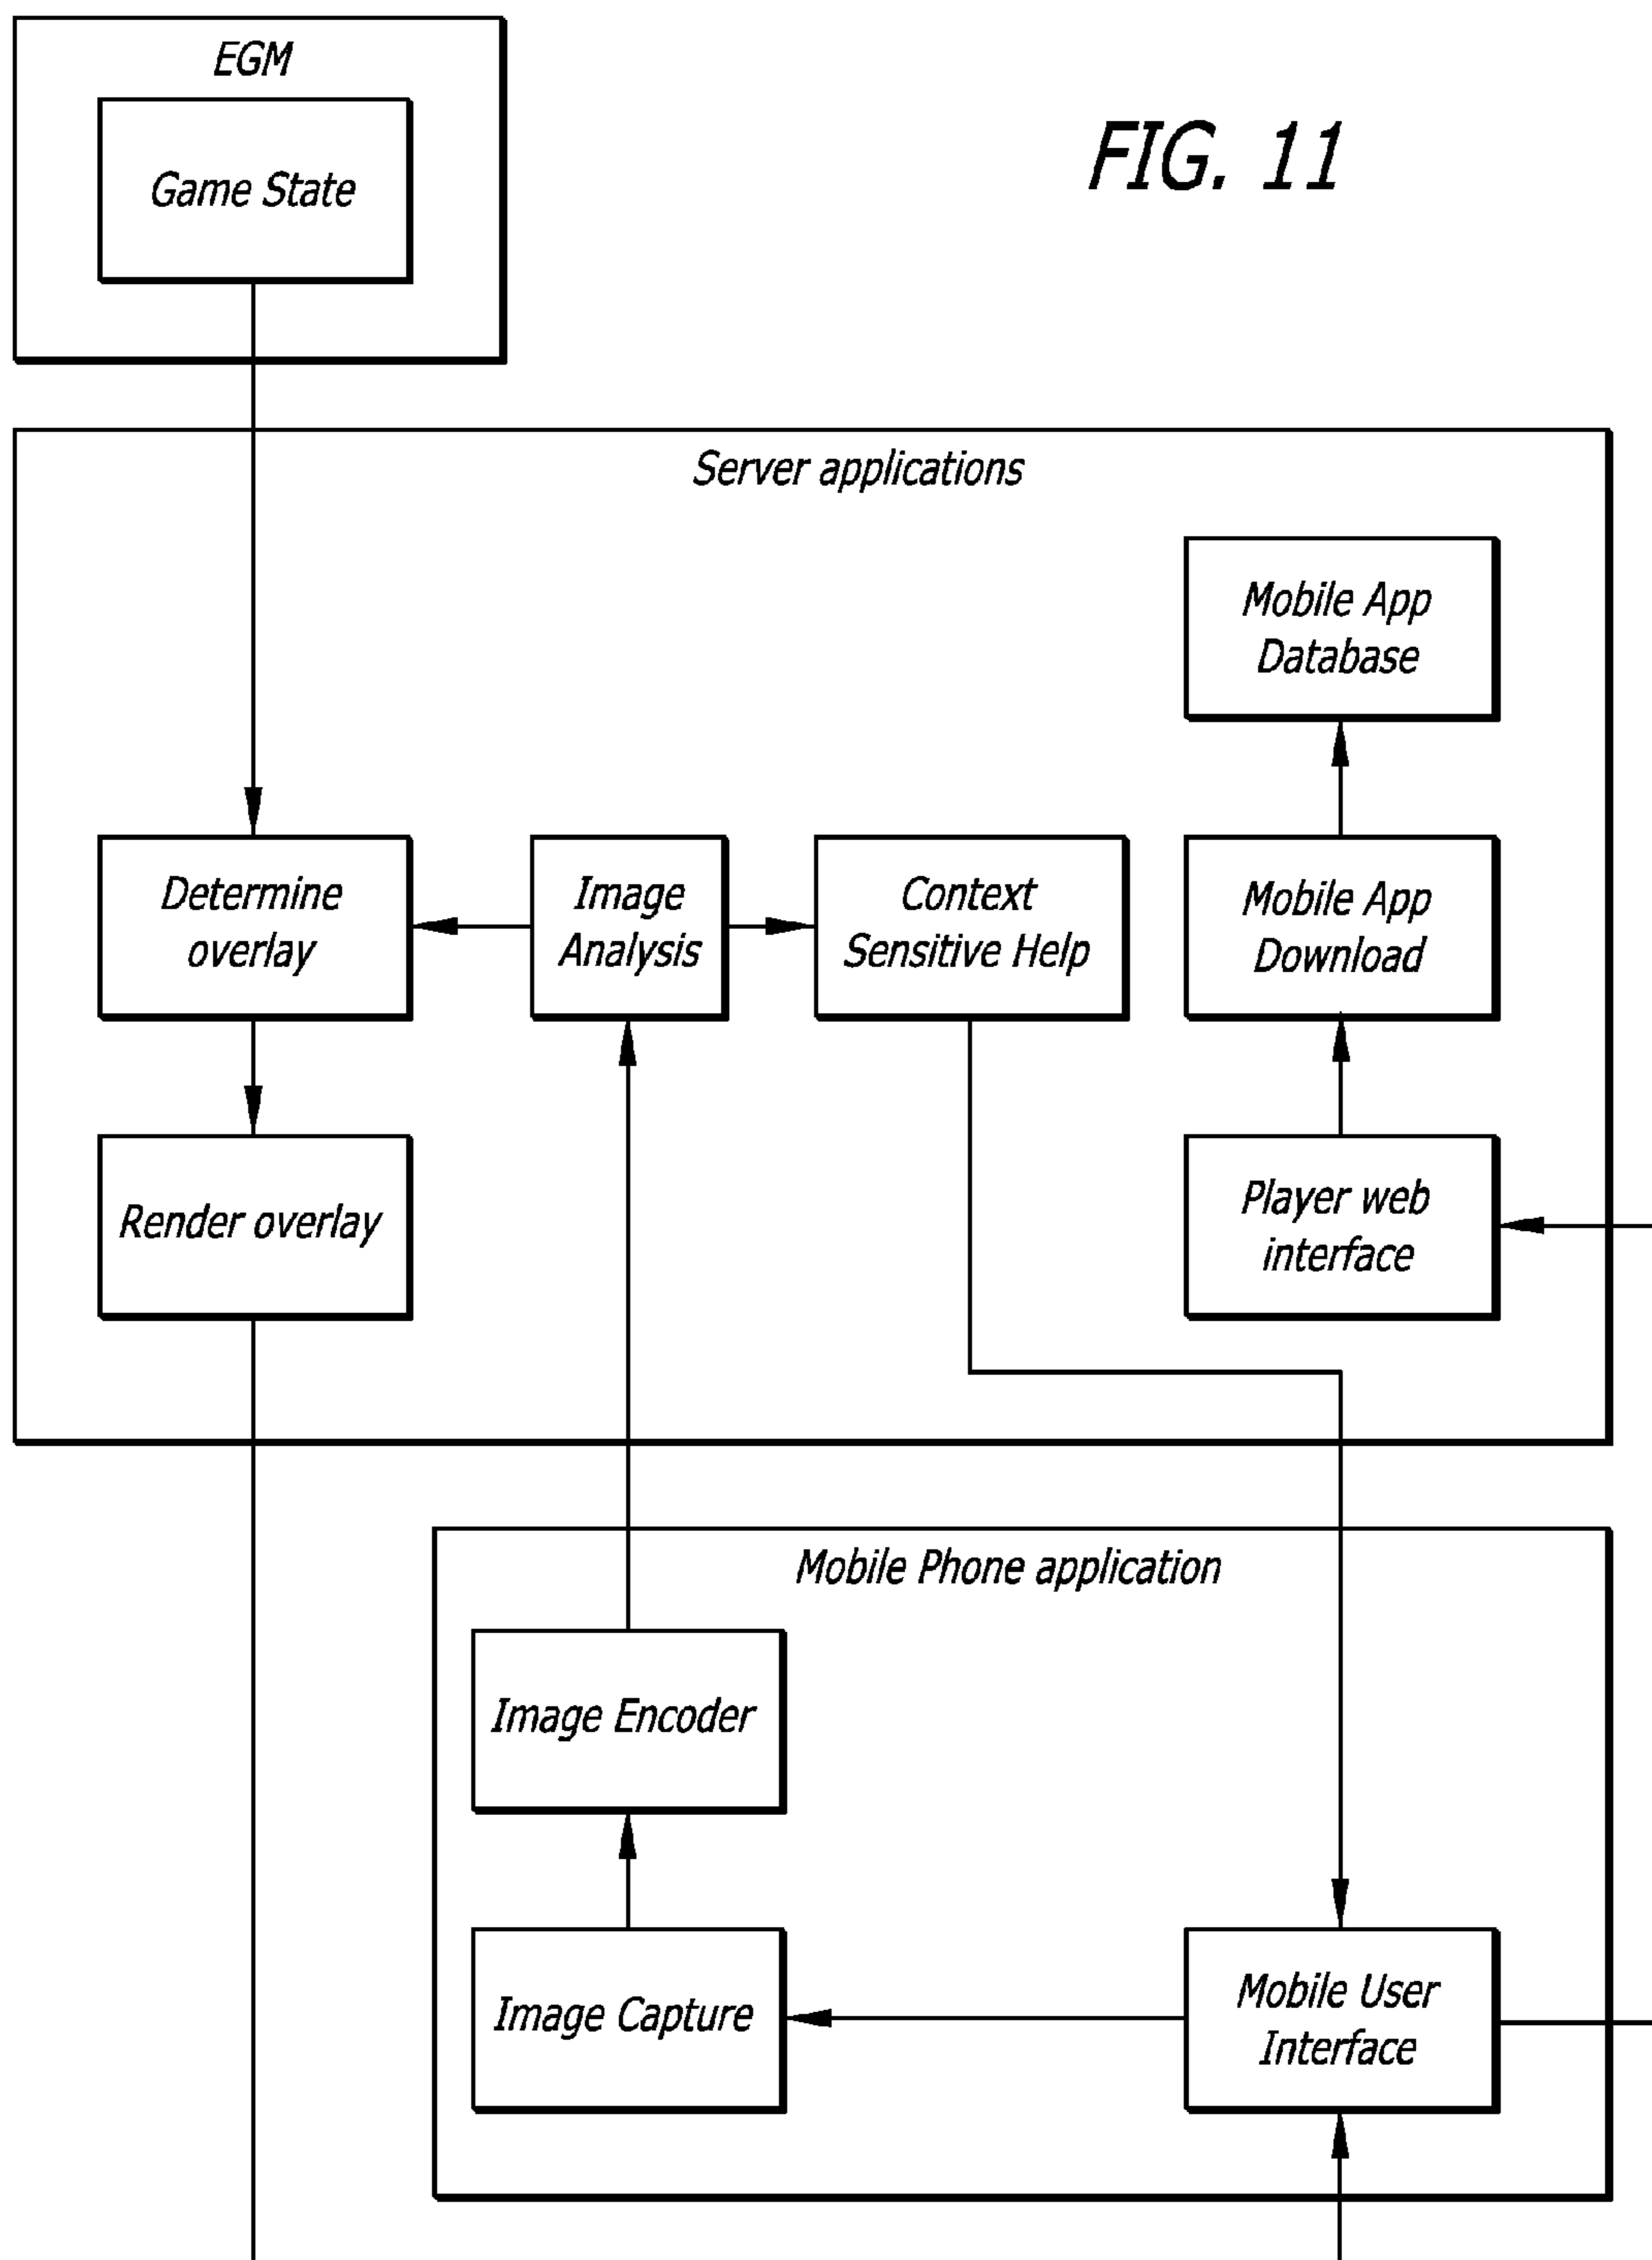 EGM
Game State
FIG. 11
Server applications
Mobile App
Database
Determine
overlay
Image
Analysis
Context
Sensitive Help
Mobile App
Download
Render overlay
Player web
interface
Mobile Phone application
Image Encoder
Image Capture
Mobile User
Interface